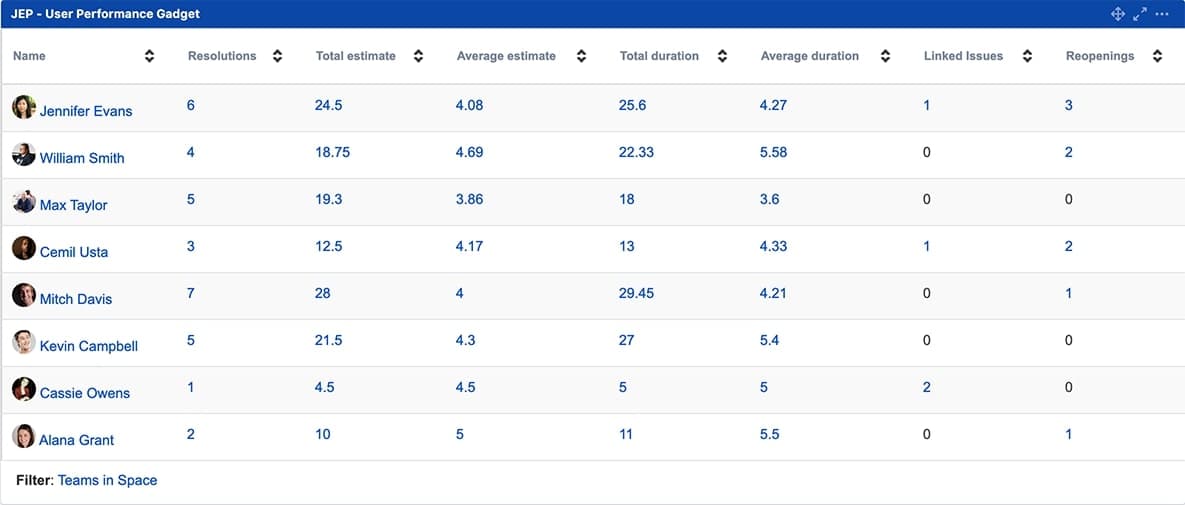 JEP - User Performance Gadget
Name Resolutions Total estimate Average estimate Total duration Average duration Linked Issues Reopenings
Jennifer Evans 6 24.5 4.08 25.6 4.27 1 3
William Smith 4 18.75 4.69 22.33 5.58 0 2
Max Taylor 5 19.3 3.86 18 3.6 0 0
Cemil Usta 3 12.5 4.17 13 4.33 1 2
Mitch Davis 7 28 4 29.45 4.21 0 1
Kevin Campbell 5 21.5 4.3 27 5.4 0 0
Cassie Owens 1 4.5 4.5 5 5 2 0
Alana Grant 2 10 5 11 5.5 0 1
Filter: Teams in Space